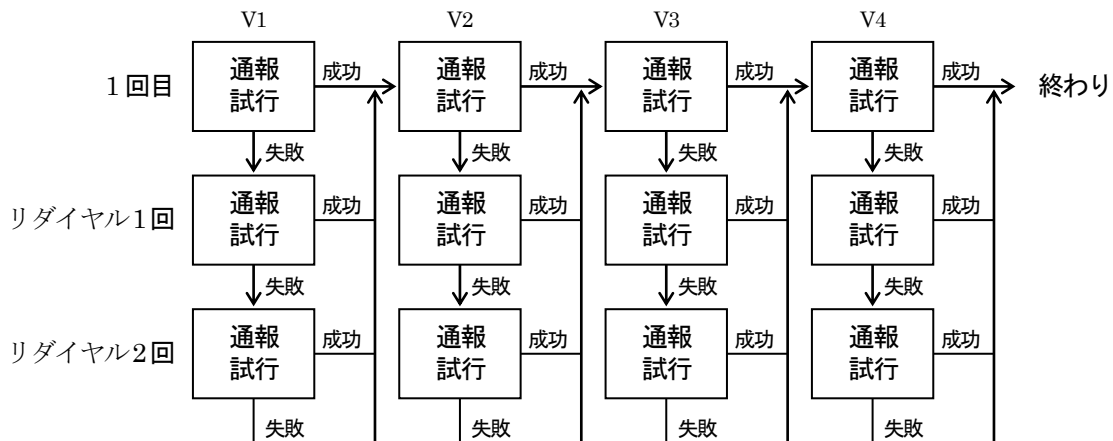 V1 V2 V3 V4
1回目 通報試行 成功 通報試行 成功 通報試行 成功 通報試行 成功 終わり
失敗 失敗 失敗 失敗
リダイヤル1回 通報試行 成功 通報試行 成功 通報試行 成功 通報試行 成功
失敗 失敗 失敗 失敗
リダイヤル2回 通報試行 成功 通報試行 成功 通報試行 成功 通報試行 成功
失敗 失敗 失敗 失敗